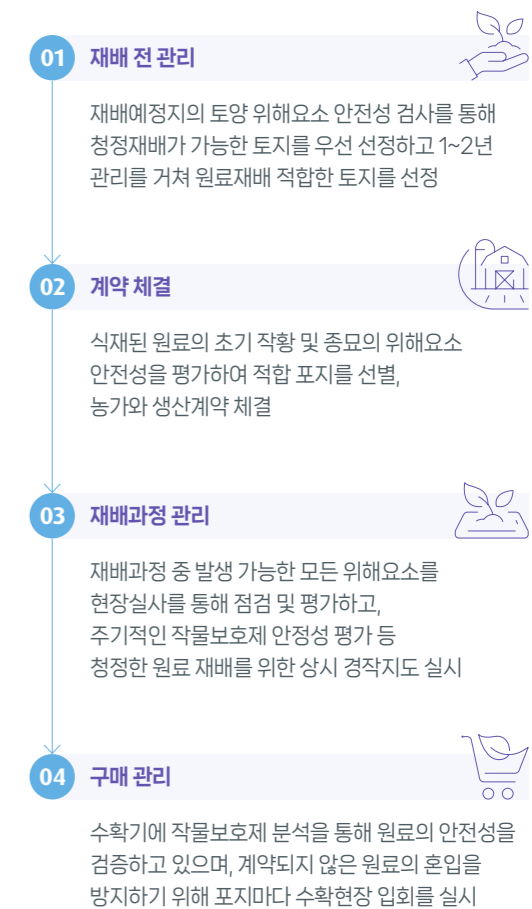 01 재배 전 관리
재배예정지의 토양 위해요소 안전성 검사를 통해
청정재배가 가능한 토지를 우선 선정하고 1~2년
관리를 거쳐 원료재배 적합한 토지를 선정
02 계약 체결
식재된 원료의 초기 작황 및 종묘의 위해요소
안전성을 평가하여 적합 포지를 선별,
농가와 생산계약 체결
03 재배과정 관리
재배과정 중 발생 가능한 모든 위해요소를
현장실사를 통해 점검 및 평가하고,
주기적인 작물보호제 안정성 평가 등
청정한 원료 재배를 위한 상시 경작지도 실시
04 구매 관리
수확기에 작물보호제 분석을 통해 원료의 안전성을
검증하고 있으며, 계약되지 않은 원료의 혼입을
방지하기 위해 포지마다 수확현장 입회를 실시